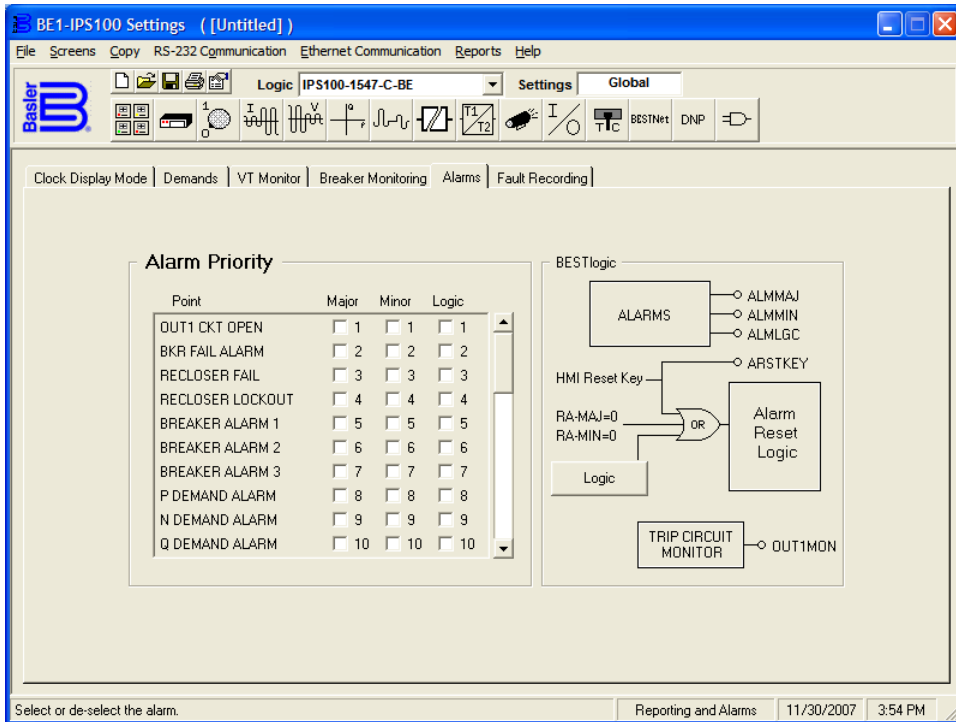 BE1-IPS100 Settings ( [Untitled] )
File Screens Copy RS-232 Communication Ethernet Communication Reports Help
Basler
Logic IPS100-1547-C-BE Settings Global
1 0 I V T1 T2 I O TTC BESTNet DNP
Clock Display Mode Demands VT Monitor Breaker Monitoring Alarms Fault Recording
Alarm Priority
Point Major Minor Logic
OUT1 CKT OPEN 1 1 1
BKR FAIL ALARM 2 2 2
RECLOSER FAIL 3 3 3
RECLOSER LOCKOUT 4 4 4
BREAKER ALARM 1 5 5 5
BREAKER ALARM 2 6 6 6
BREAKER ALARM 3 7 7 7
P DEMAND ALARM 8 8 8
N DEMAND ALARM 9 9 9
Q DEMAND ALARM 10 10 10
BESTlogic
ALARMS
ALMMAJ
ALMMIN
ALMLGC
ARSTKEY
HMI Reset Key
RA-MAJ=0
RA-MIN=0
OR
Logic
Alarm
Reset
Logic
TRIP CIRCUIT
MONITOR
OUT1MON
Select or de-select the alarm. Reporting and Alarms 11/30/2007 3:54 PM